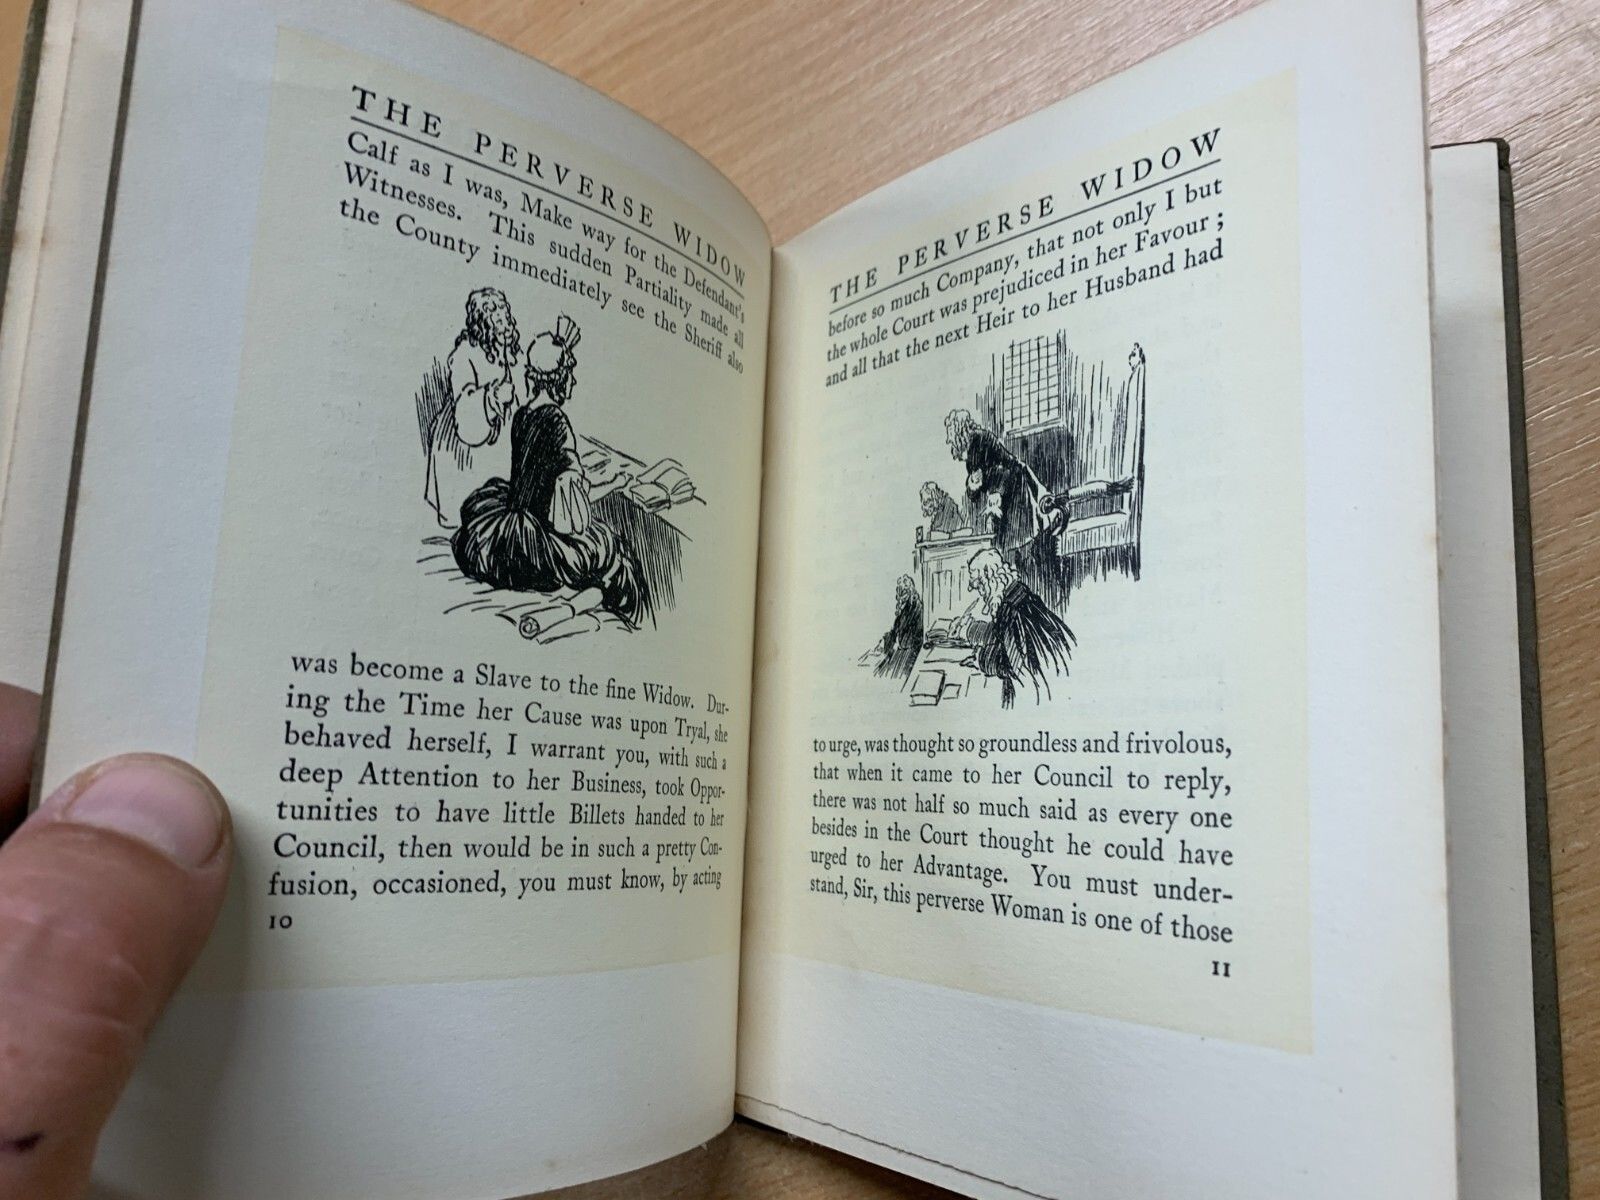 THE PERVERSE WIDOW
Calf as I was, Make way for the Defendant's
Witnesses. This sudden Partiality made all
the County immediately see the Sheriff also
was become a Slave to the fine Widow. Dur-
ing the Time her Cause was upon Tryal, she
behaved herself, I warrant you, with such a
deep Attention to her Business, took Oppor-
tunities to have little Billets handed to her
Council, then would be in such a pretty Con-
fusion, occasioned, you must know, by acting
10
THE PERVERSE WIDOW
before so much Company, that not only I but
the whole Court was prejudiced in her Favour;
and all that the next Heir to her Husband had
to urge, was thought so groundless and frivolous,
that when it came to her Council to reply,
there was not half so much said as every one
besides in the Court thought he could have
urged to her Advantage. You must under-
stand, Sir, this perverse Woman is one of those
11